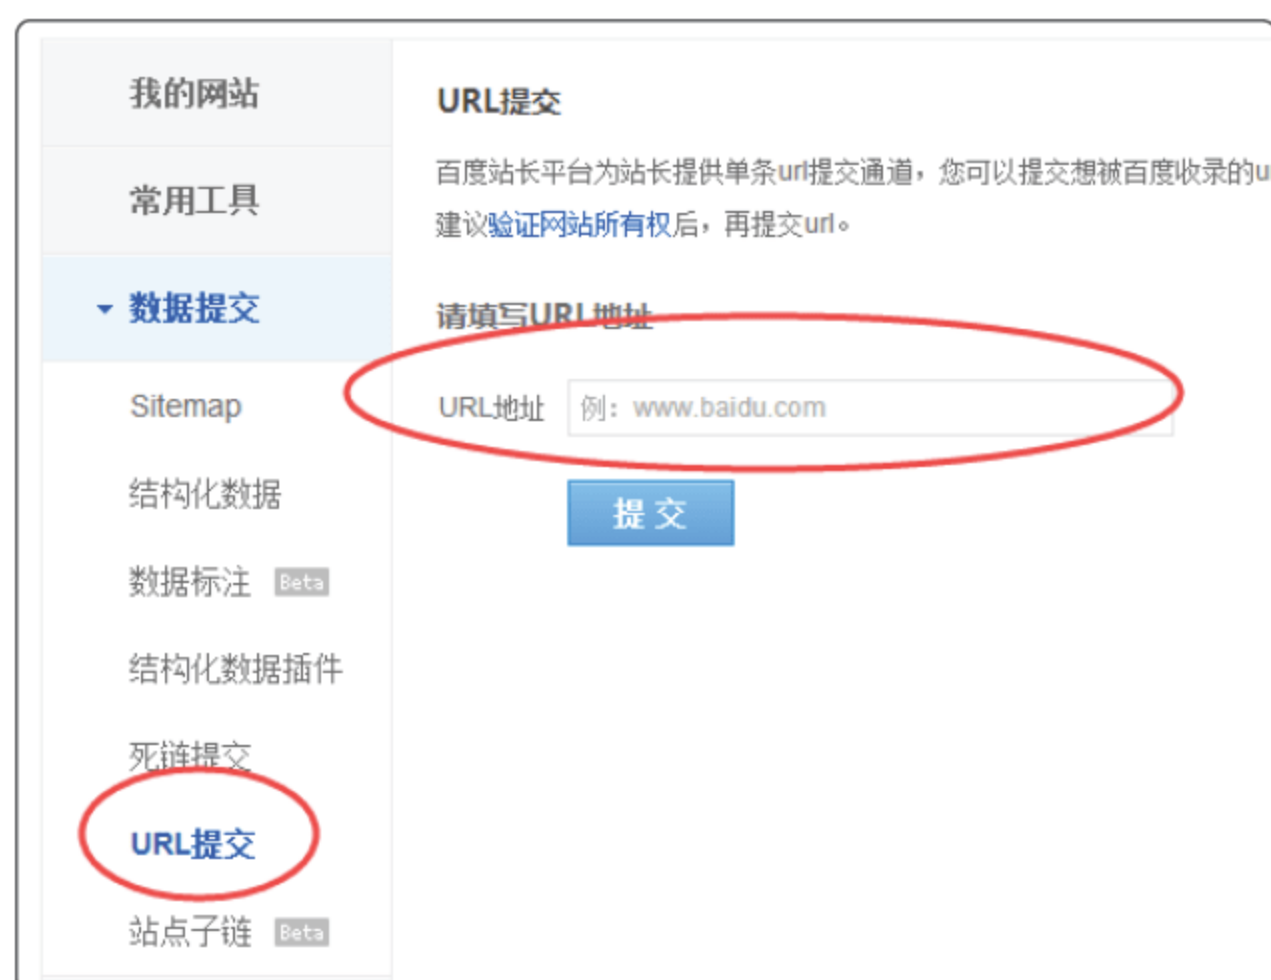 我的网站
常用工具
数据提交
Sitemap
结构化数据
数据标注 Beta
结构化数据插件
死链提交
URL提交
站点子链 Beta
URL提交
百度站长平台为站长提供单条url提交通道，您可以提交想被百度收录的u
建议验证网站所有权后，再提交url。
请填写URL地址
URL地址 例：www.baidu.com
提 交